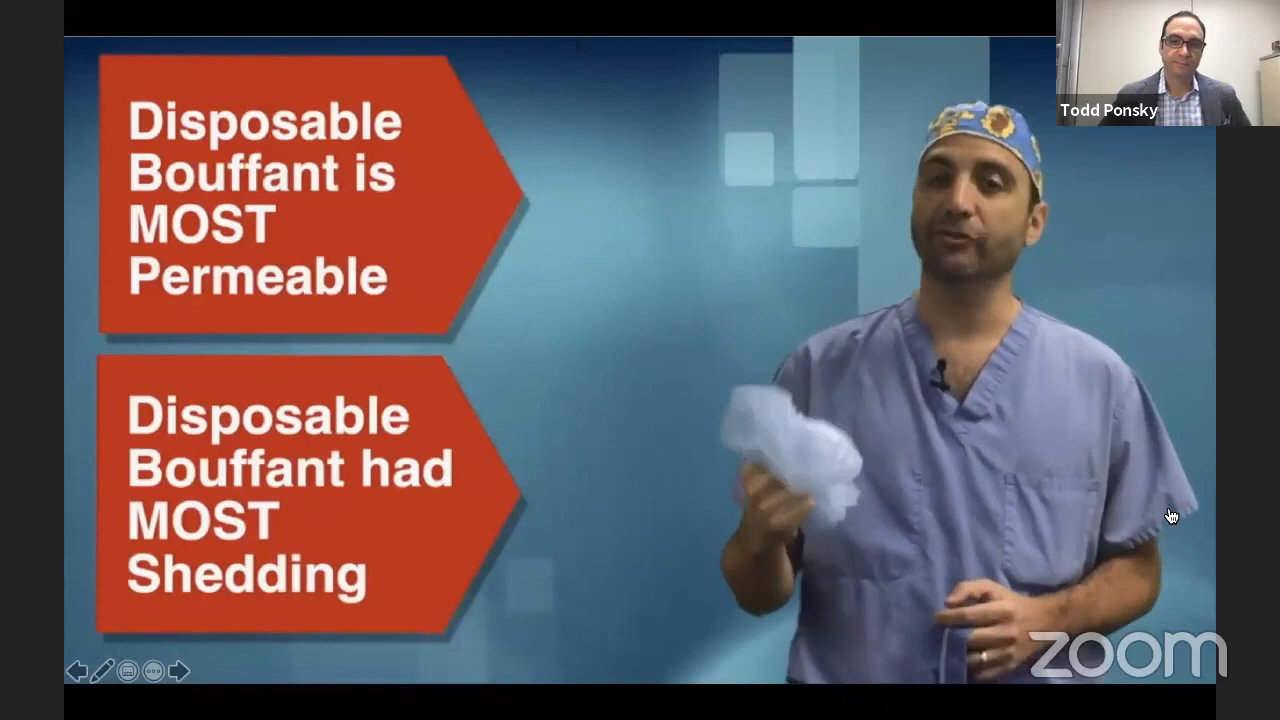 Disposable
Bouffant is
MOST
Permeable
Disposable
Bouffant had
MOST
Shedding
Todd Ponsky
zoom